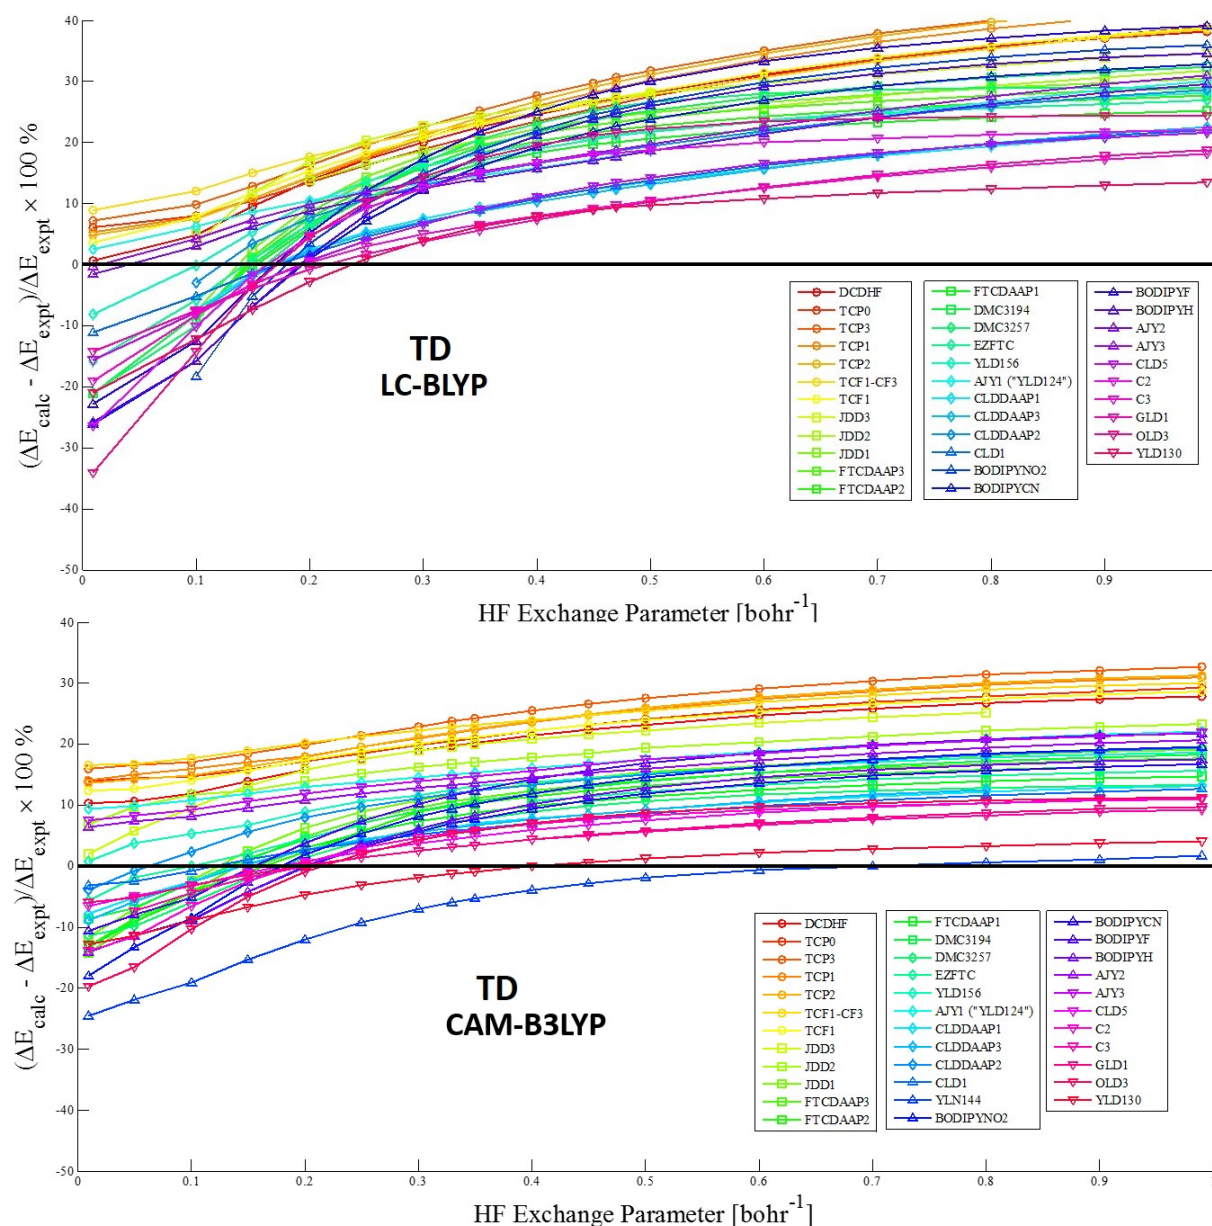 40
30
20
10
0
-10
-20
-30
-40
-50
(ΔE_calc - ΔE_expt)/ΔE_expt × 100 %
TD
LC-BLYP
DCDHF
TCP0
TCP3
TCP1
TCP2
TCF1-CF3
TCF1
JDD3
JDD2
JDD1
FTCDAAP3
FTCDAAP2
FTCDAAP1
DMC3194
DMC3257
EZFTC
YLD156
AJY1 ("YLD124")
CLDDAAP1
CLDDAAP3
CLDDAAP2
CLD1
BODIPYNO2
BODIPYCN
BODIPYF
BODIPYH
AJY2
AJY3
CLD5
C2
C3
GLD1
OLD3
YLD130
0 0.1 0.2 0.3 0.4 0.5 0.6 0.7 0.8 0.9
HF Exchange Parameter [bohr⁻¹]
40
30
20
10
0
-10
-20
-30
-40
-50
(ΔE_calc - ΔE_expt)/ΔE_expt × 100 %
TD
CAM-B3LYP
DCDHF
TCP0
TCP3
TCP1
TCP2
TCF1-CF3
TCF1
JDD3
JDD2
JDD1
FTCDAAP3
FTCDAAP2
FTCDAAP1
DMC3194
DMC3257
EZFTC
YLD156
AJY1 ("YLD124")
CLDDAAP1
CLDDAAP3
CLDDAAP2
CLD1
YLN144
BODIPYNO2
BODIPYCN
BODIPYF
BODIPYH
AJY2
AJY3
CLD5
C2
C3
GLD1
OLD3
YLD130
0 0.1 0.2 0.3 0.4 0.5 0.6 0.7 0.8 0.9
HF Exchange Parameter [bohr⁻¹]